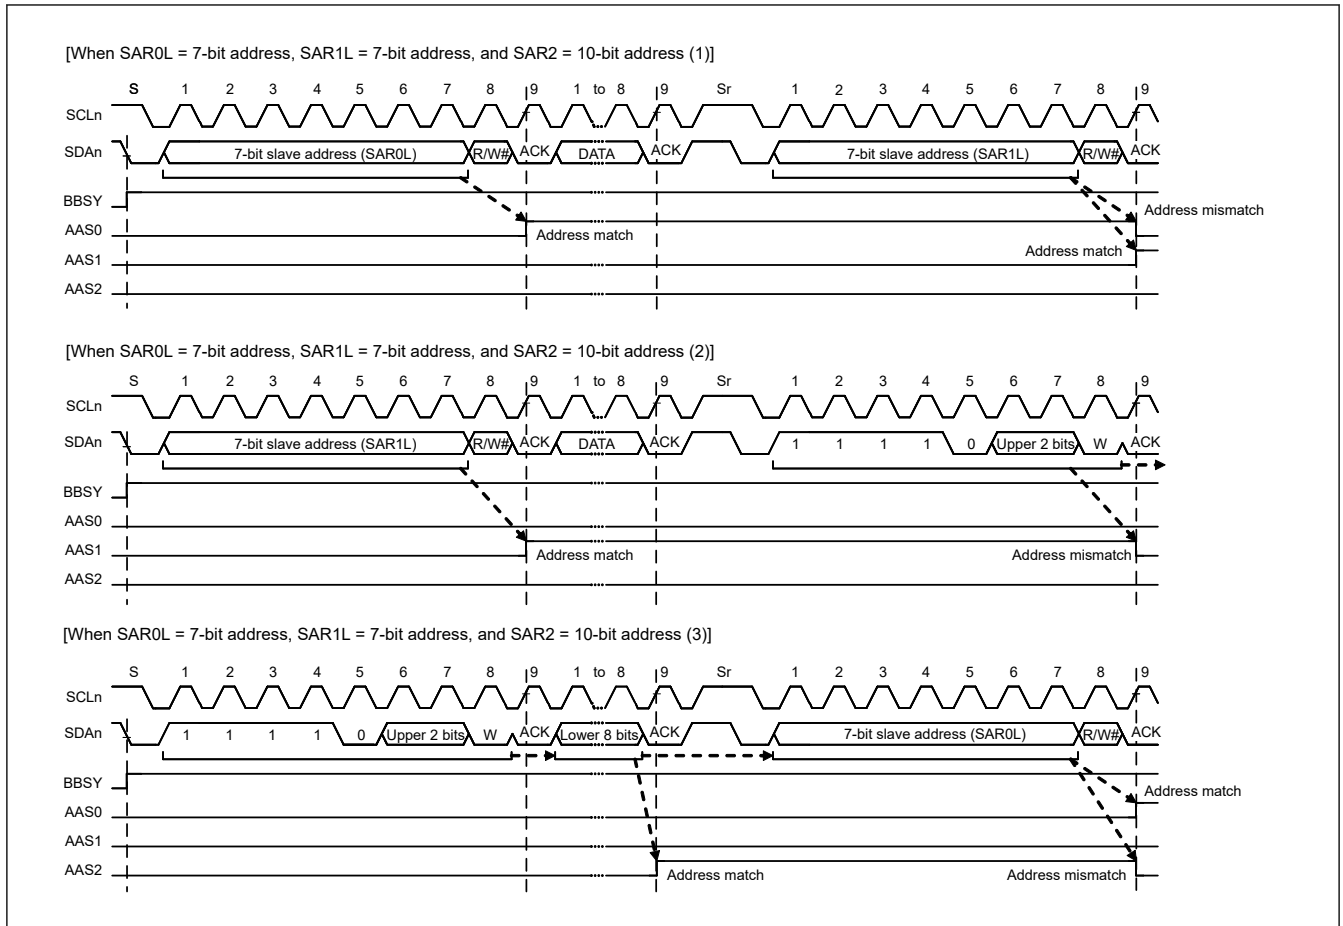 [When SAR0L = 7-bit address, SAR1L = 7-bit address, and SAR2 = 10-bit address (1)]
S 1 2 3 4 5 6 7 8 9 1 to 8 9 Sr 1 2 3 4 5 6 7 8 9
SCLn
SDAn 7-bit slave address (SAR0L) R/W# ACK DATA ACK 7-bit slave address (SAR1L) R/W# ACK
BBSY
Address mismatch
AAS0 Address match
Address match
AAS1
AAS2
[When SAR0L = 7-bit address, SAR1L = 7-bit address, and SAR2 = 10-bit address (2)]
S 1 2 3 4 5 6 7 8 9 1 to 8 9 Sr 1 2 3 4 5 6 7 8 9
SCLn
SDAn 7-bit slave address (SAR1L) R/W# ACK DATA ACK 1 1 1 1 0 Upper 2 bits W ACK
BBSY
AAS0
AAS1 Address match Address mismatch
AAS2
[When SAR0L = 7-bit address, SAR1L = 7-bit address, and SAR2 = 10-bit address (3)]
S 1 2 3 4 5 6 7 8 9 1 to 8 9 Sr 1 2 3 4 5 6 7 8 9
SCLn
SDAn 1 1 1 1 0 Upper 2 bits W ACK Lower 8 bits ACK 7-bit slave address (SAR0L) R/W# ACK
BBSY
Address match
AAS0
AAS1
AAS2 Address match Address mismatch